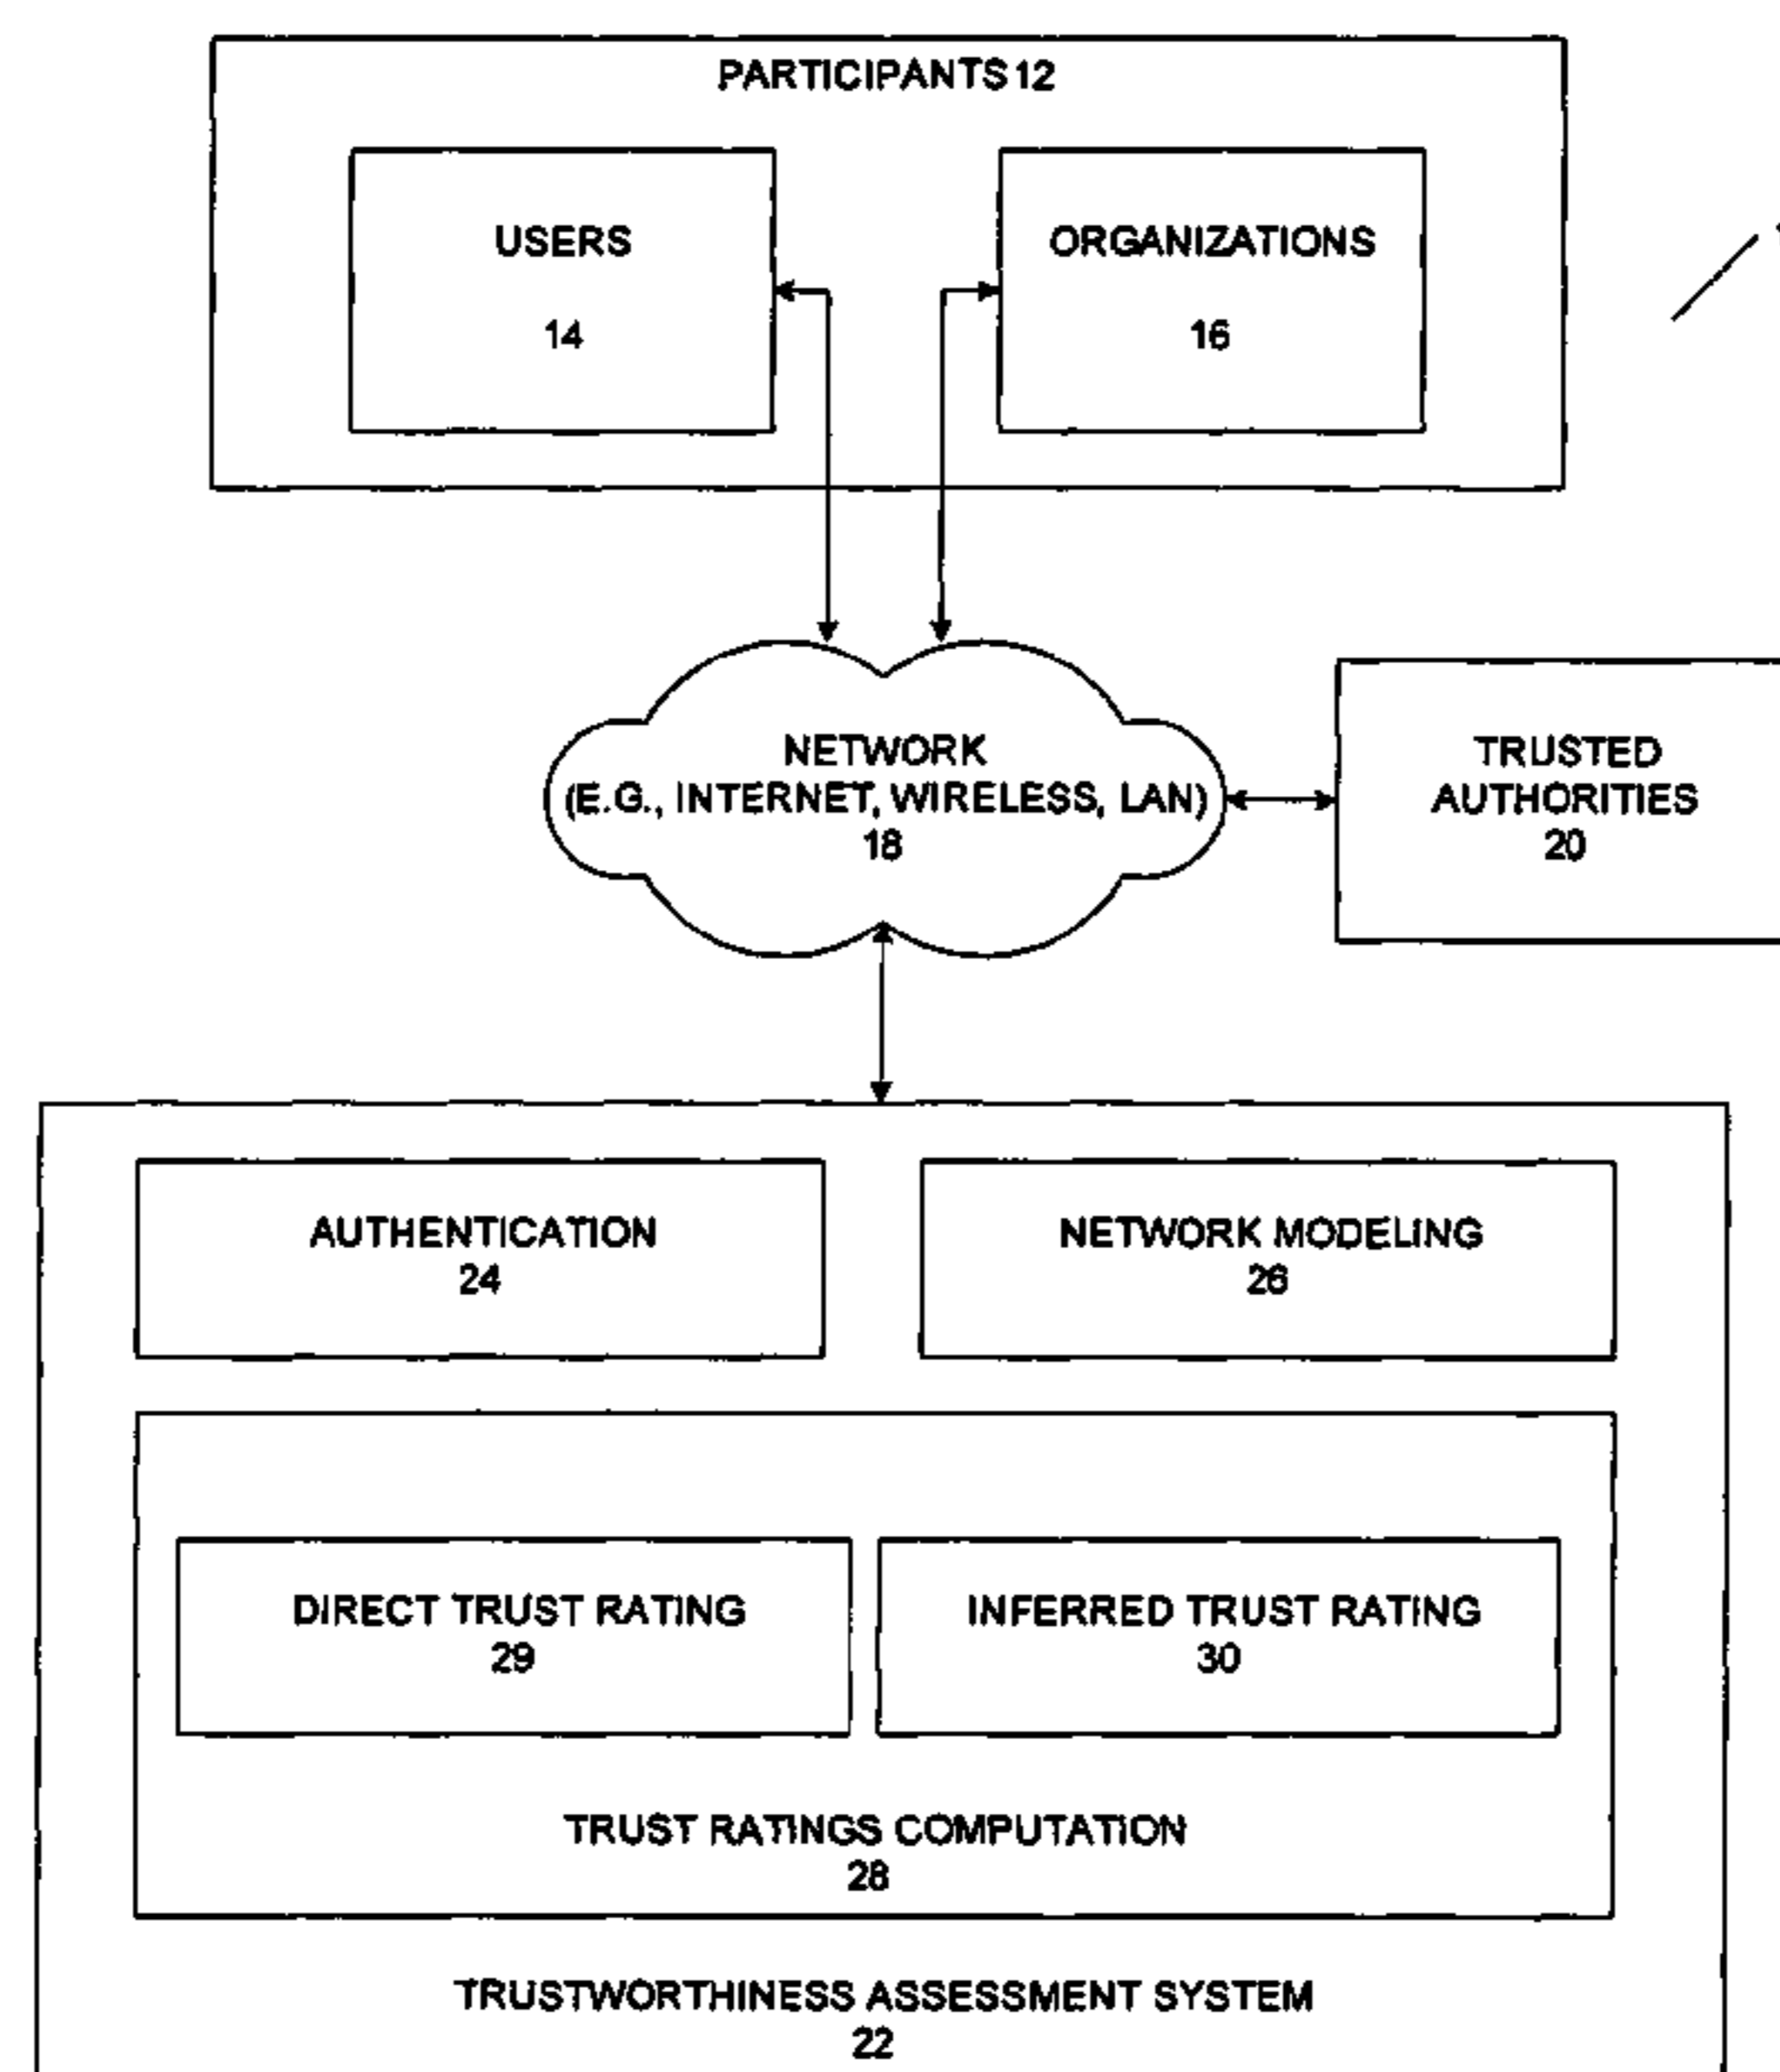 PARTICIPANTS 12
USERS
14
ORGANIZATIONS
16
NETWORK
(E.G., INTERNET, WIRELESS, LAN)
18
TRUSTED
AUTHORITIES
20
AUTHENTICATION
24
NETWORK MODELING
26
DIRECT TRUST RATING
29
INFERRED TRUST RATING
30
TRUST RATINGS COMPUTATION
28
TRUSTWORTHINESS ASSESSMENT SYSTEM
22